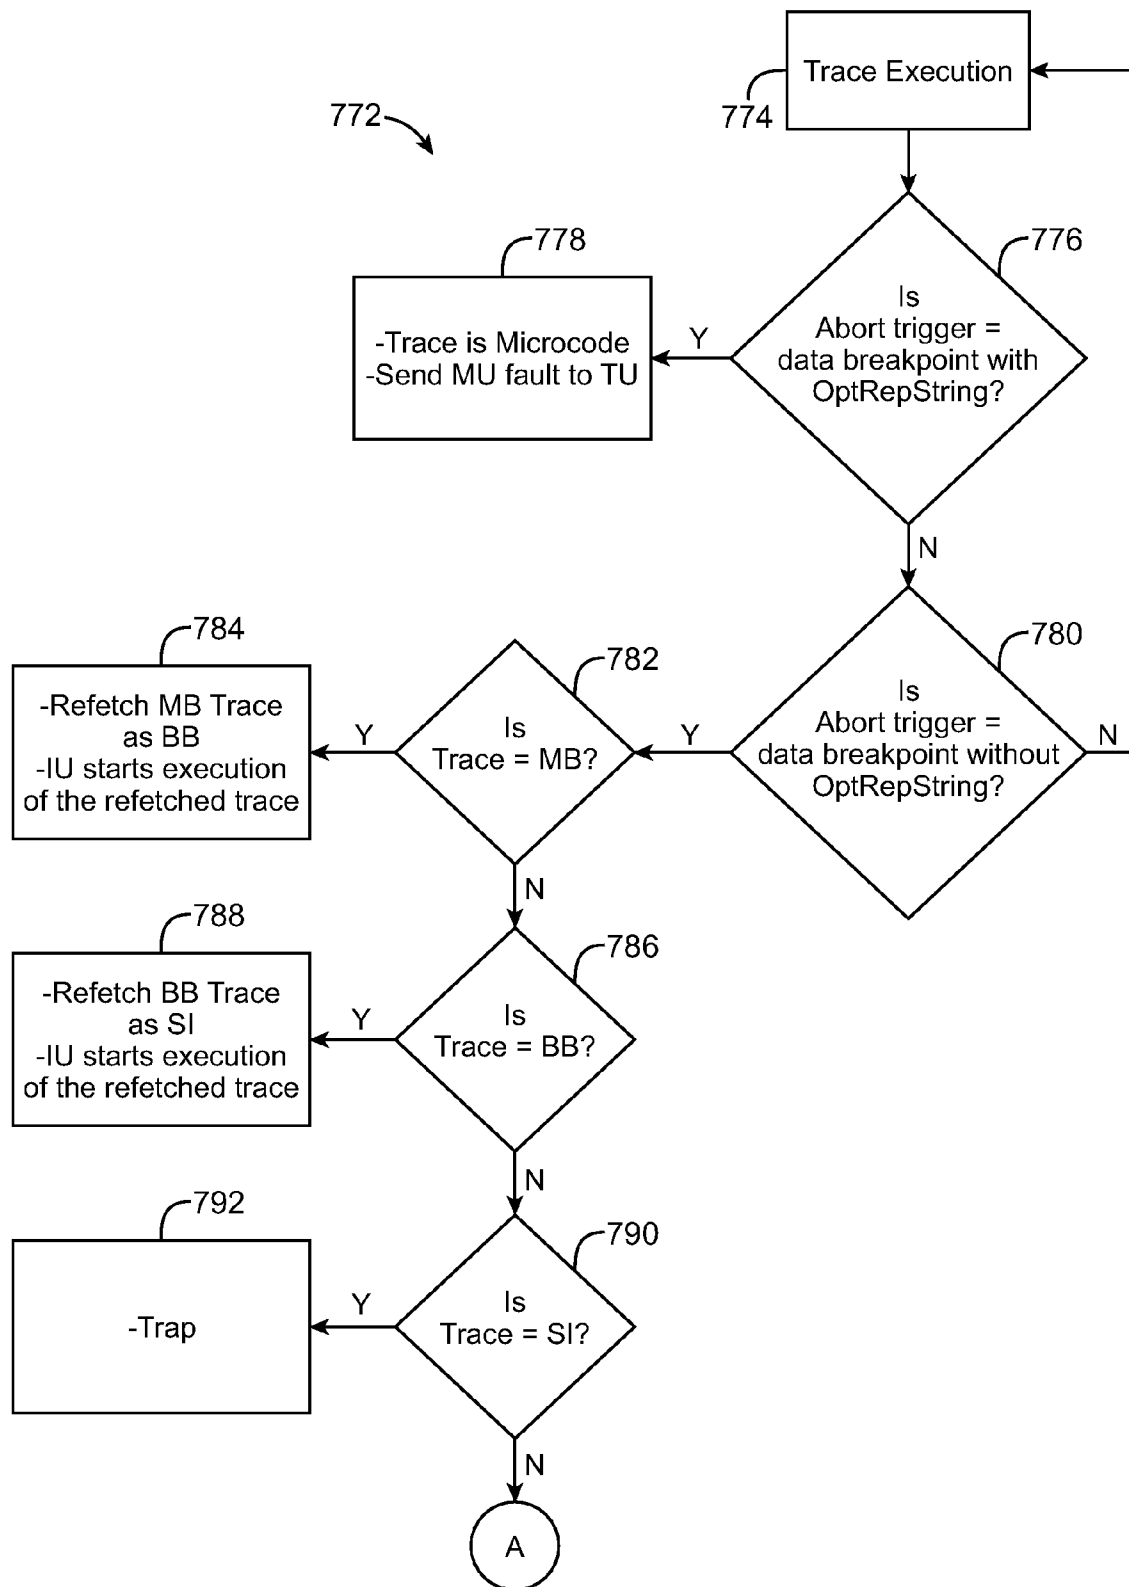 Trace Execution
774
772
778
776
-Trace is Microcode
-Send MU fault to TU
Y
Is
Abort trigger =
data breakpoint with
OptRepString?
N
784
782
780
-Refetch MB Trace
as BB
-IU starts execution
of the refetched trace
Y
Is
Trace = MB?
Y
Is
Abort trigger =
data breakpoint without
OptRepString?
N
N
788
786
-Refetch BB Trace
as SI
-IU starts execution
of the refetched trace
Y
Is
Trace = BB?
N
792
790
-Trap
Y
Is
Trace = SI?
N
A